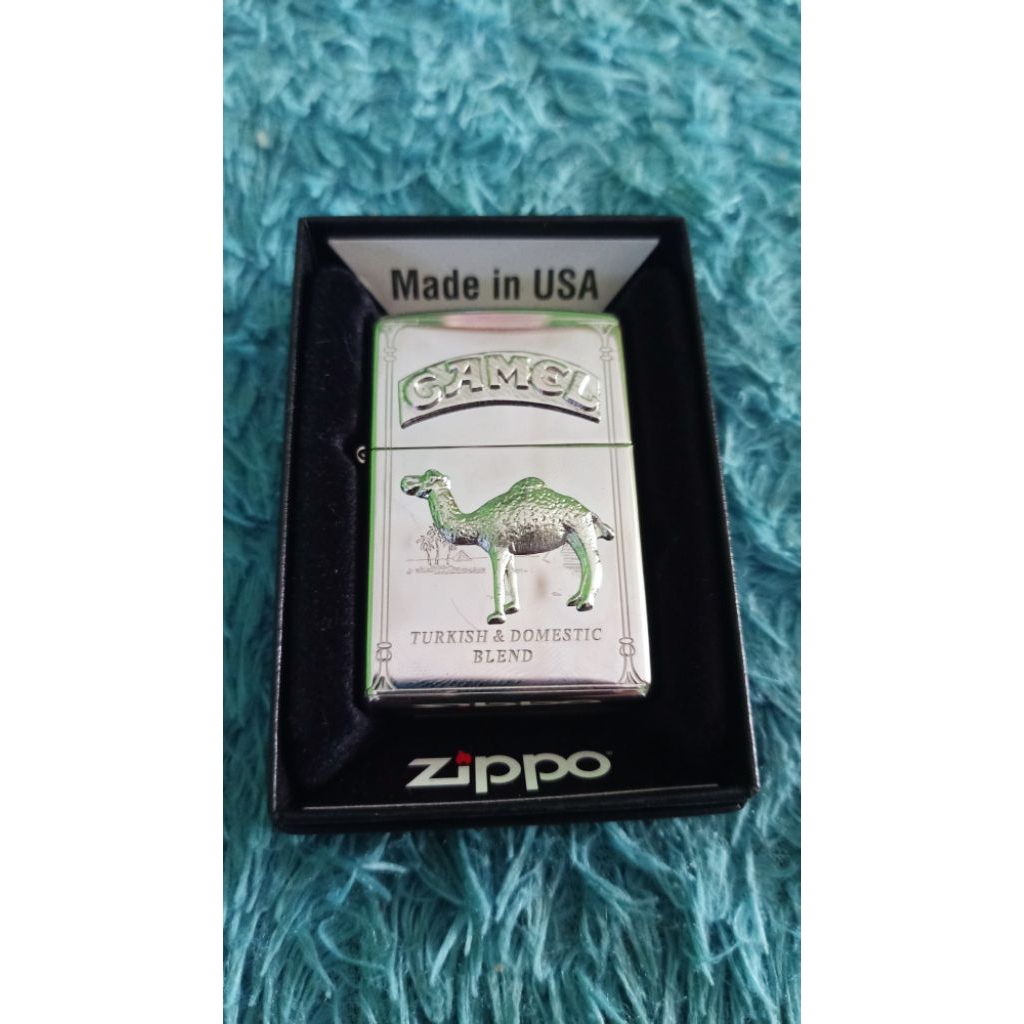 Made in USA
CAMEL
TURKISH & DOMESTIC
BLEND
zippo